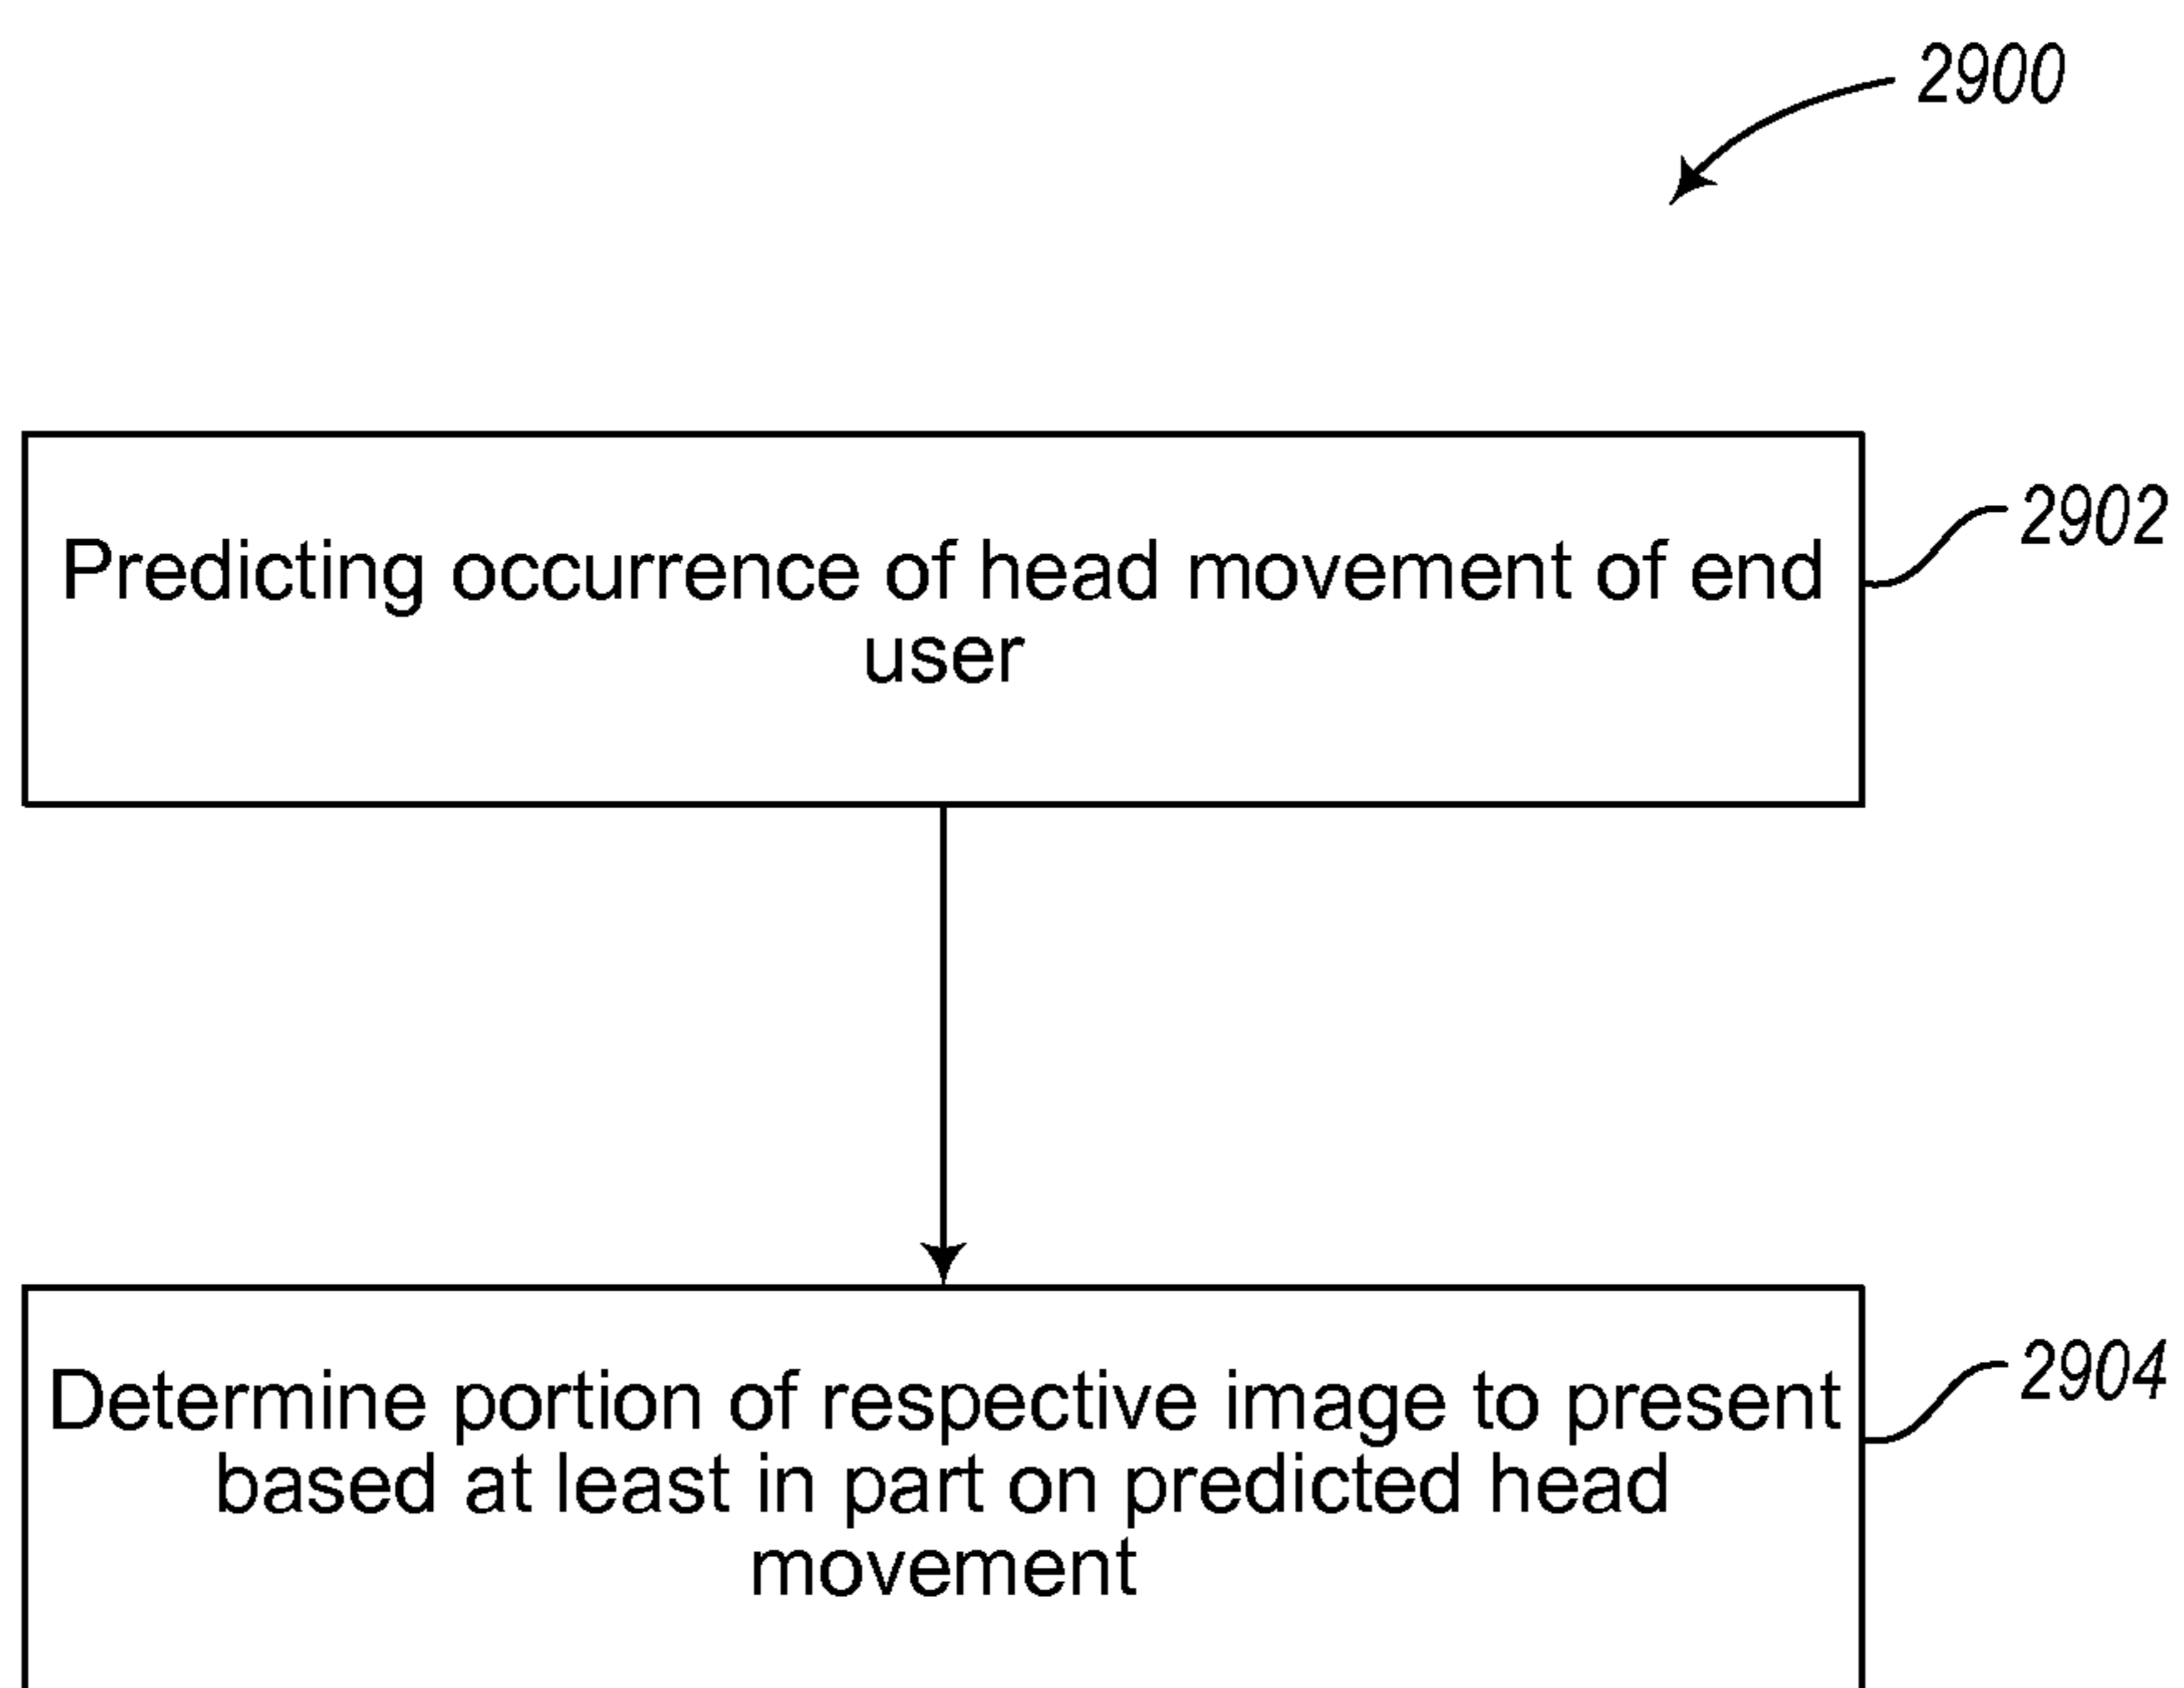 2900
Predicting occurrence of head movement of end
user
2902
Determine portion of respective image to present
based at least in part on predicted head
movement
2904